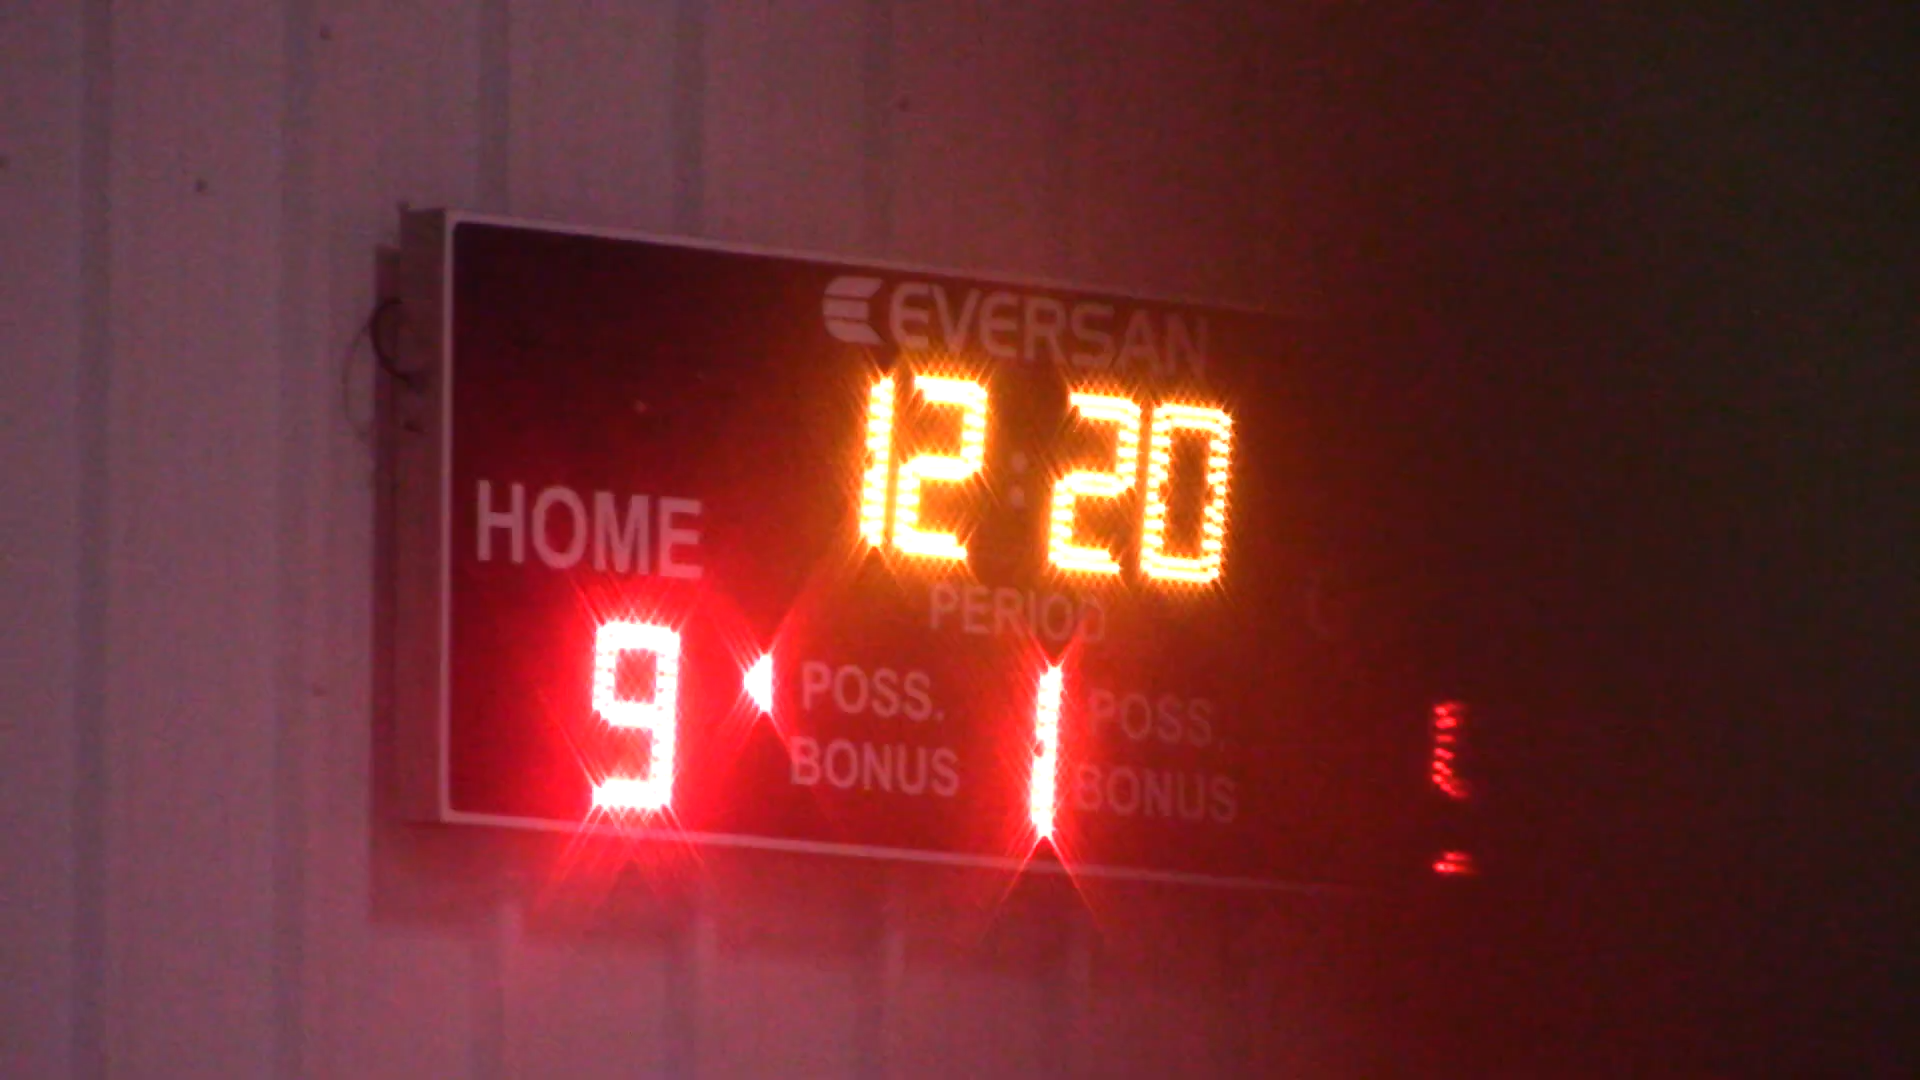 EVERSAN
12:20
HOME
PERIOD
9 POSS. 1 POSS.
BONUS BONUS